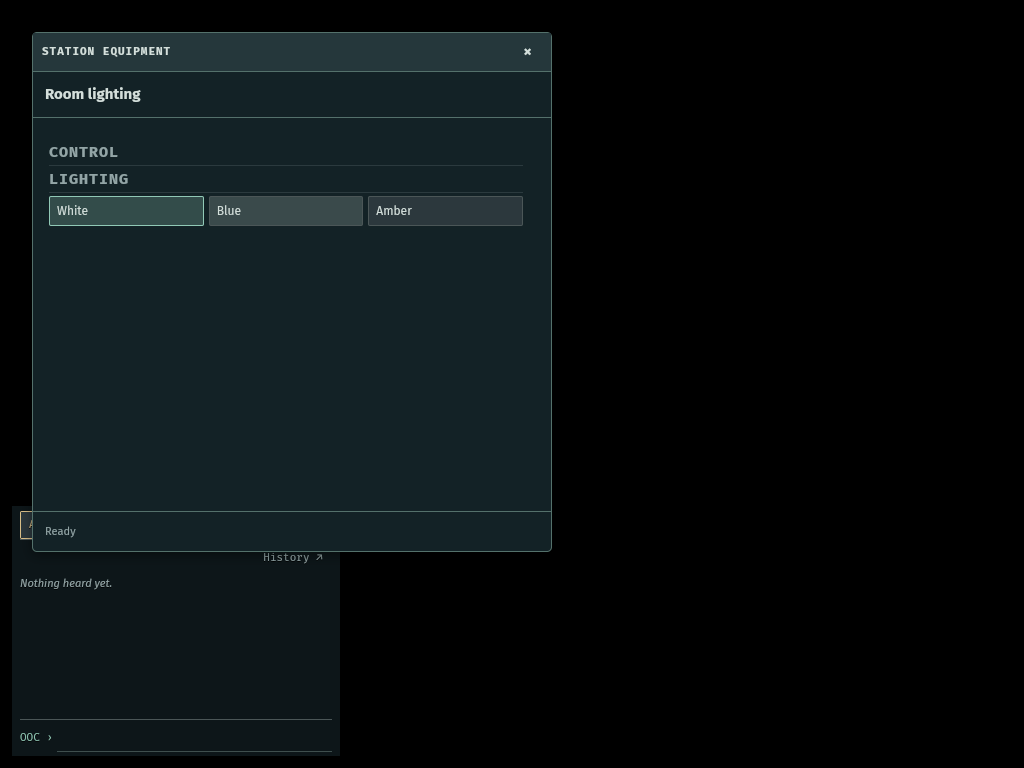 STATION EQUIPMENT ✖
Room lighting
CONTROL
LIGHTING
White Blue Amber
Ready
History ↗
Nothing heard yet.
OOC ›